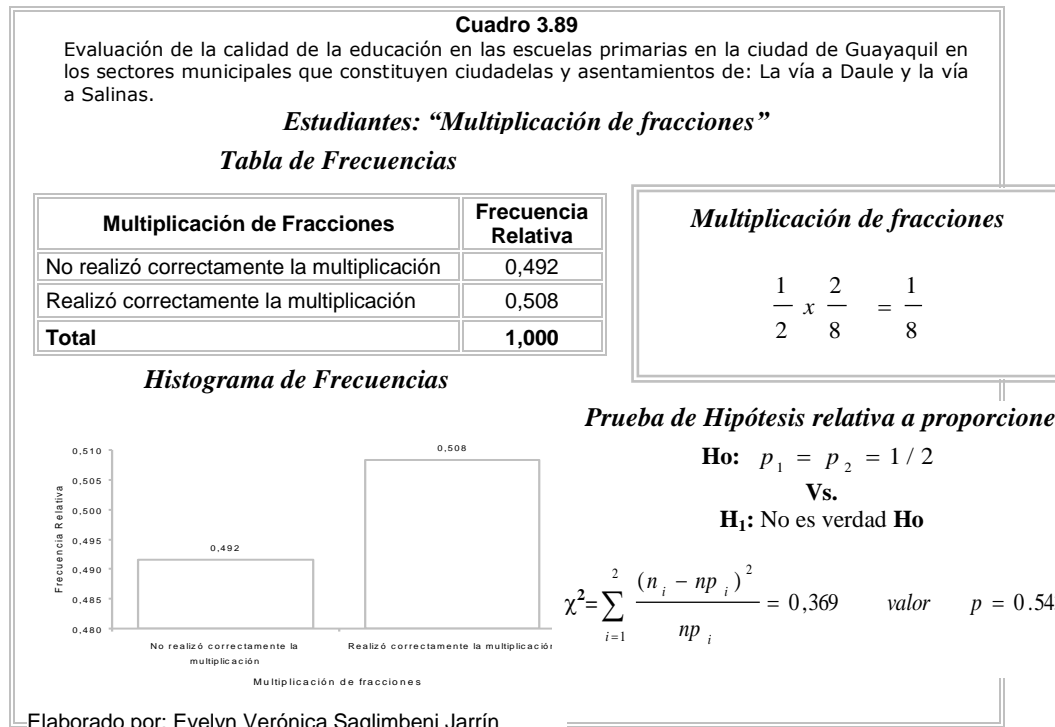 Cuadro 3.89
Evaluación de la calidad de la educación en las escuelas primarias en la ciudad de Guayaquil en
los sectores municipales que constituyen ciudadelas y asentamientos de: La vía a Daule y la vía
a Salinas.
Estudiantes: “Multiplicación de fracciones”
Tabla de Frecuencias
Multiplicación de Fracciones Frecuencia Relativa
No realizó correctamente la multiplicación 0,492
Realizó correctamente la multiplicación 0,508
Total 1,000
Multiplicación de fracciones
1/2 x 2/8 = 1/8
Histograma de Frecuencias
Frecuencia Relativa
0,510
0,505
0,500
0,495
0,490
0,485
0,480
0,492
0,508
No realizó correctamente la
multiplicación
Realizó correctamente la multiplicación
Multiplicación de fracciones
Prueba de Hipótesis relativa a proporcione
Ho: p₁ = p₂ = 1 / 2
Vs.
H₁: No es verdad Ho
χ²= ∑ i=1 2 (n i − np i)² / np i = 0,369 valor p = 0.54
Elaborado por: Evelyn Verónica Saglimbeni Jarrín